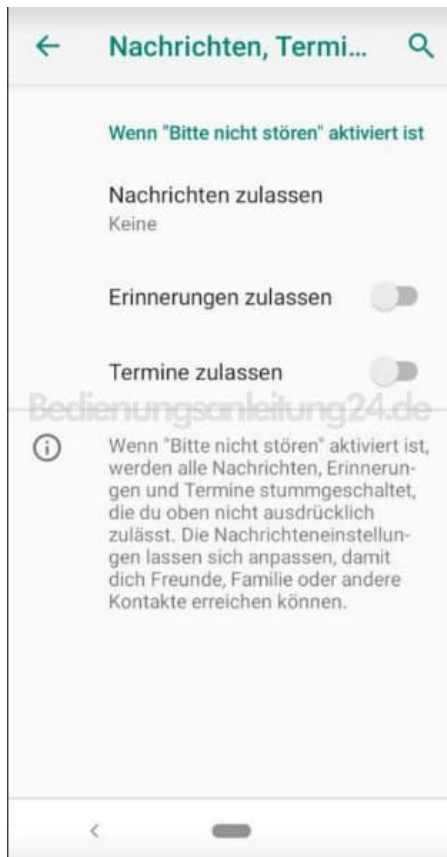 Nachrichten, Termi...
Wenn "Bitte nicht stören" aktiviert ist
Nachrichten zulassen
Keine
Erinnerungen zulassen
Termine zulassen
Bedienungsanleitung24.de
Wenn "Bitte nicht stören" aktiviert ist,
werden alle Nachrichten, Erinnerun-
gen und Termine stummgeschaltet,
die du oben nicht ausdrücklich
zulässt. Die Nachrichteneinstellun-
gen lassen sich anpassen, damit
dich Freunde, Familie oder andere
Kontakte erreichen können.